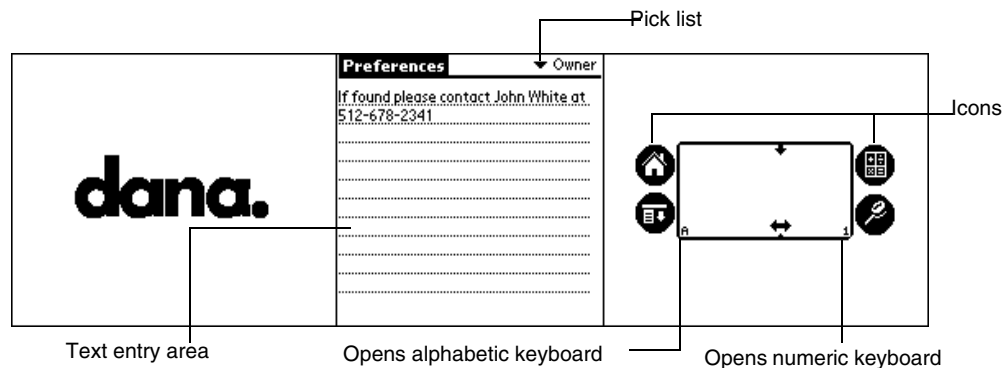 Pick list
Preferences
Owner
If found please contact John White at
512-678-2341
Icons
dana.
A
1
Text entry area
Opens alphabetic keyboard
Opens numeric keyboard